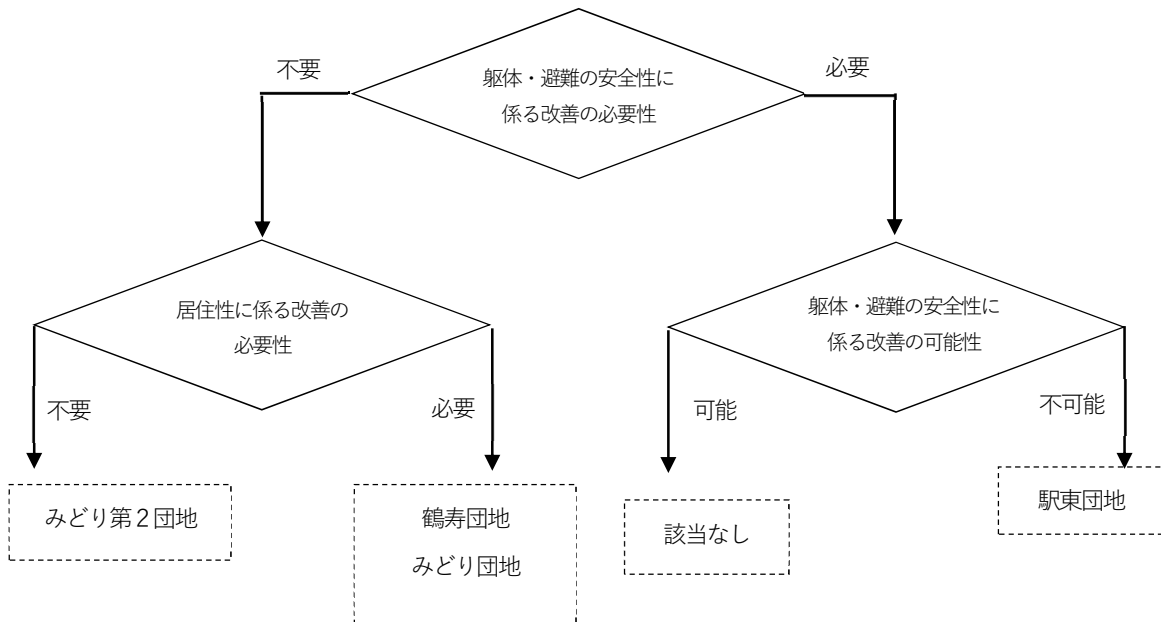 躯体・避難の安全性に
係る改善の必要性
不要
必要
居住性に係る改善の
必要性
躯体・避難の安全性に
係る改善の可能性
不要
必要
可能
不可能
みどり第２団地
鶴寿団地
みどり団地
該当なし
駅東団地